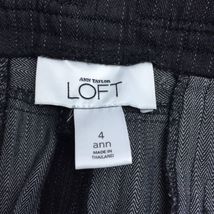 ANN TAYLOR
LOFT
4
ann
MADE IN
THAILAND